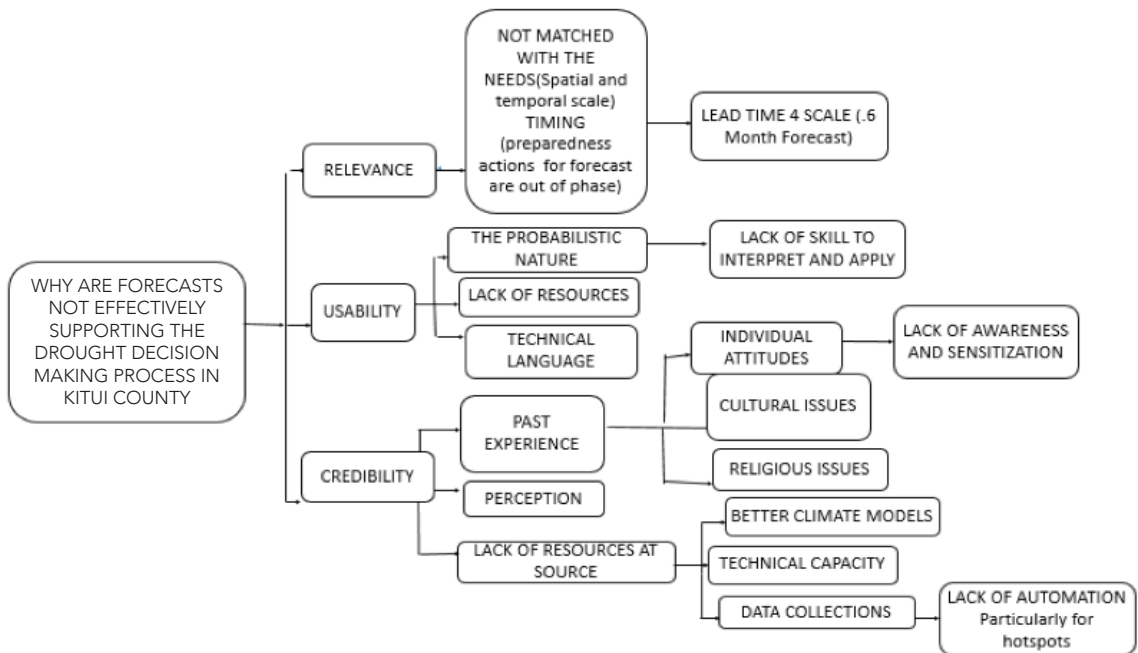 WHY ARE FORECASTS
NOT EFFECTIVELY
SUPPORTING THE
DROUGHT DECISION
MAKING PROCESS IN
KITUI COUNTY
RELEVANCE
NOT MATCHED
WITH THE
NEEDS(Spatial and
temporal scale)
TIMING
(preparedness
actions for forecast
are out of phase)
LEAD TIME 4 SCALE (.6
Month Forecast)
USABILITY
THE PROBABILISTIC
NATURE
LACK OF SKILL TO
INTERPRET AND APPLY
LACK OF RESOURCES
TECHNICAL
LANGUAGE
CREDIBILITY
PAST
EXPERIENCE
INDIVIDUAL
ATTITUDES
LACK OF AWARENESS
AND SENSITIZATION
CULTURAL ISSUES
RELIGIOUS ISSUES
PERCEPTION
LACK OF RESOURCES AT
SOURCE
BETTER CLIMATE MODELS
TECHNICAL CAPACITY
DATA COLLECTIONS
LACK OF AUTOMATION
Particularly for
hotspots